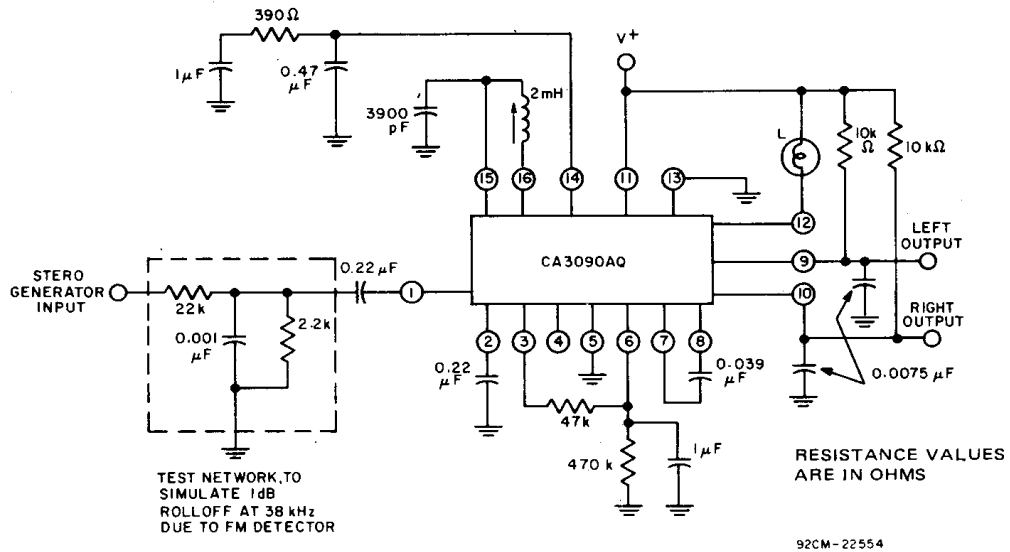 390Ω
1μF
0.47
μF
3900
pF
2mH
V+
L
10k
Ω
10kΩ
15
16
14
11
13
12
CA3090AQ
9
LEFT
OUTPUT
10
RIGHT
OUTPUT
STERO
GENERATOR
INPUT
22k
0.001
μF
2.2k
0.22μF
1
2
3
4
5
6
7
8
0.22
μF
0.039
μF
0.0075μF
47k
470 k
1μF
RESISTANCE VALUES
ARE IN OHMS
TEST NETWORK, TO
SIMULATE 1dB
ROLLOFF AT 38 kHz
DUE TO FM DETECTOR
92CM-22554